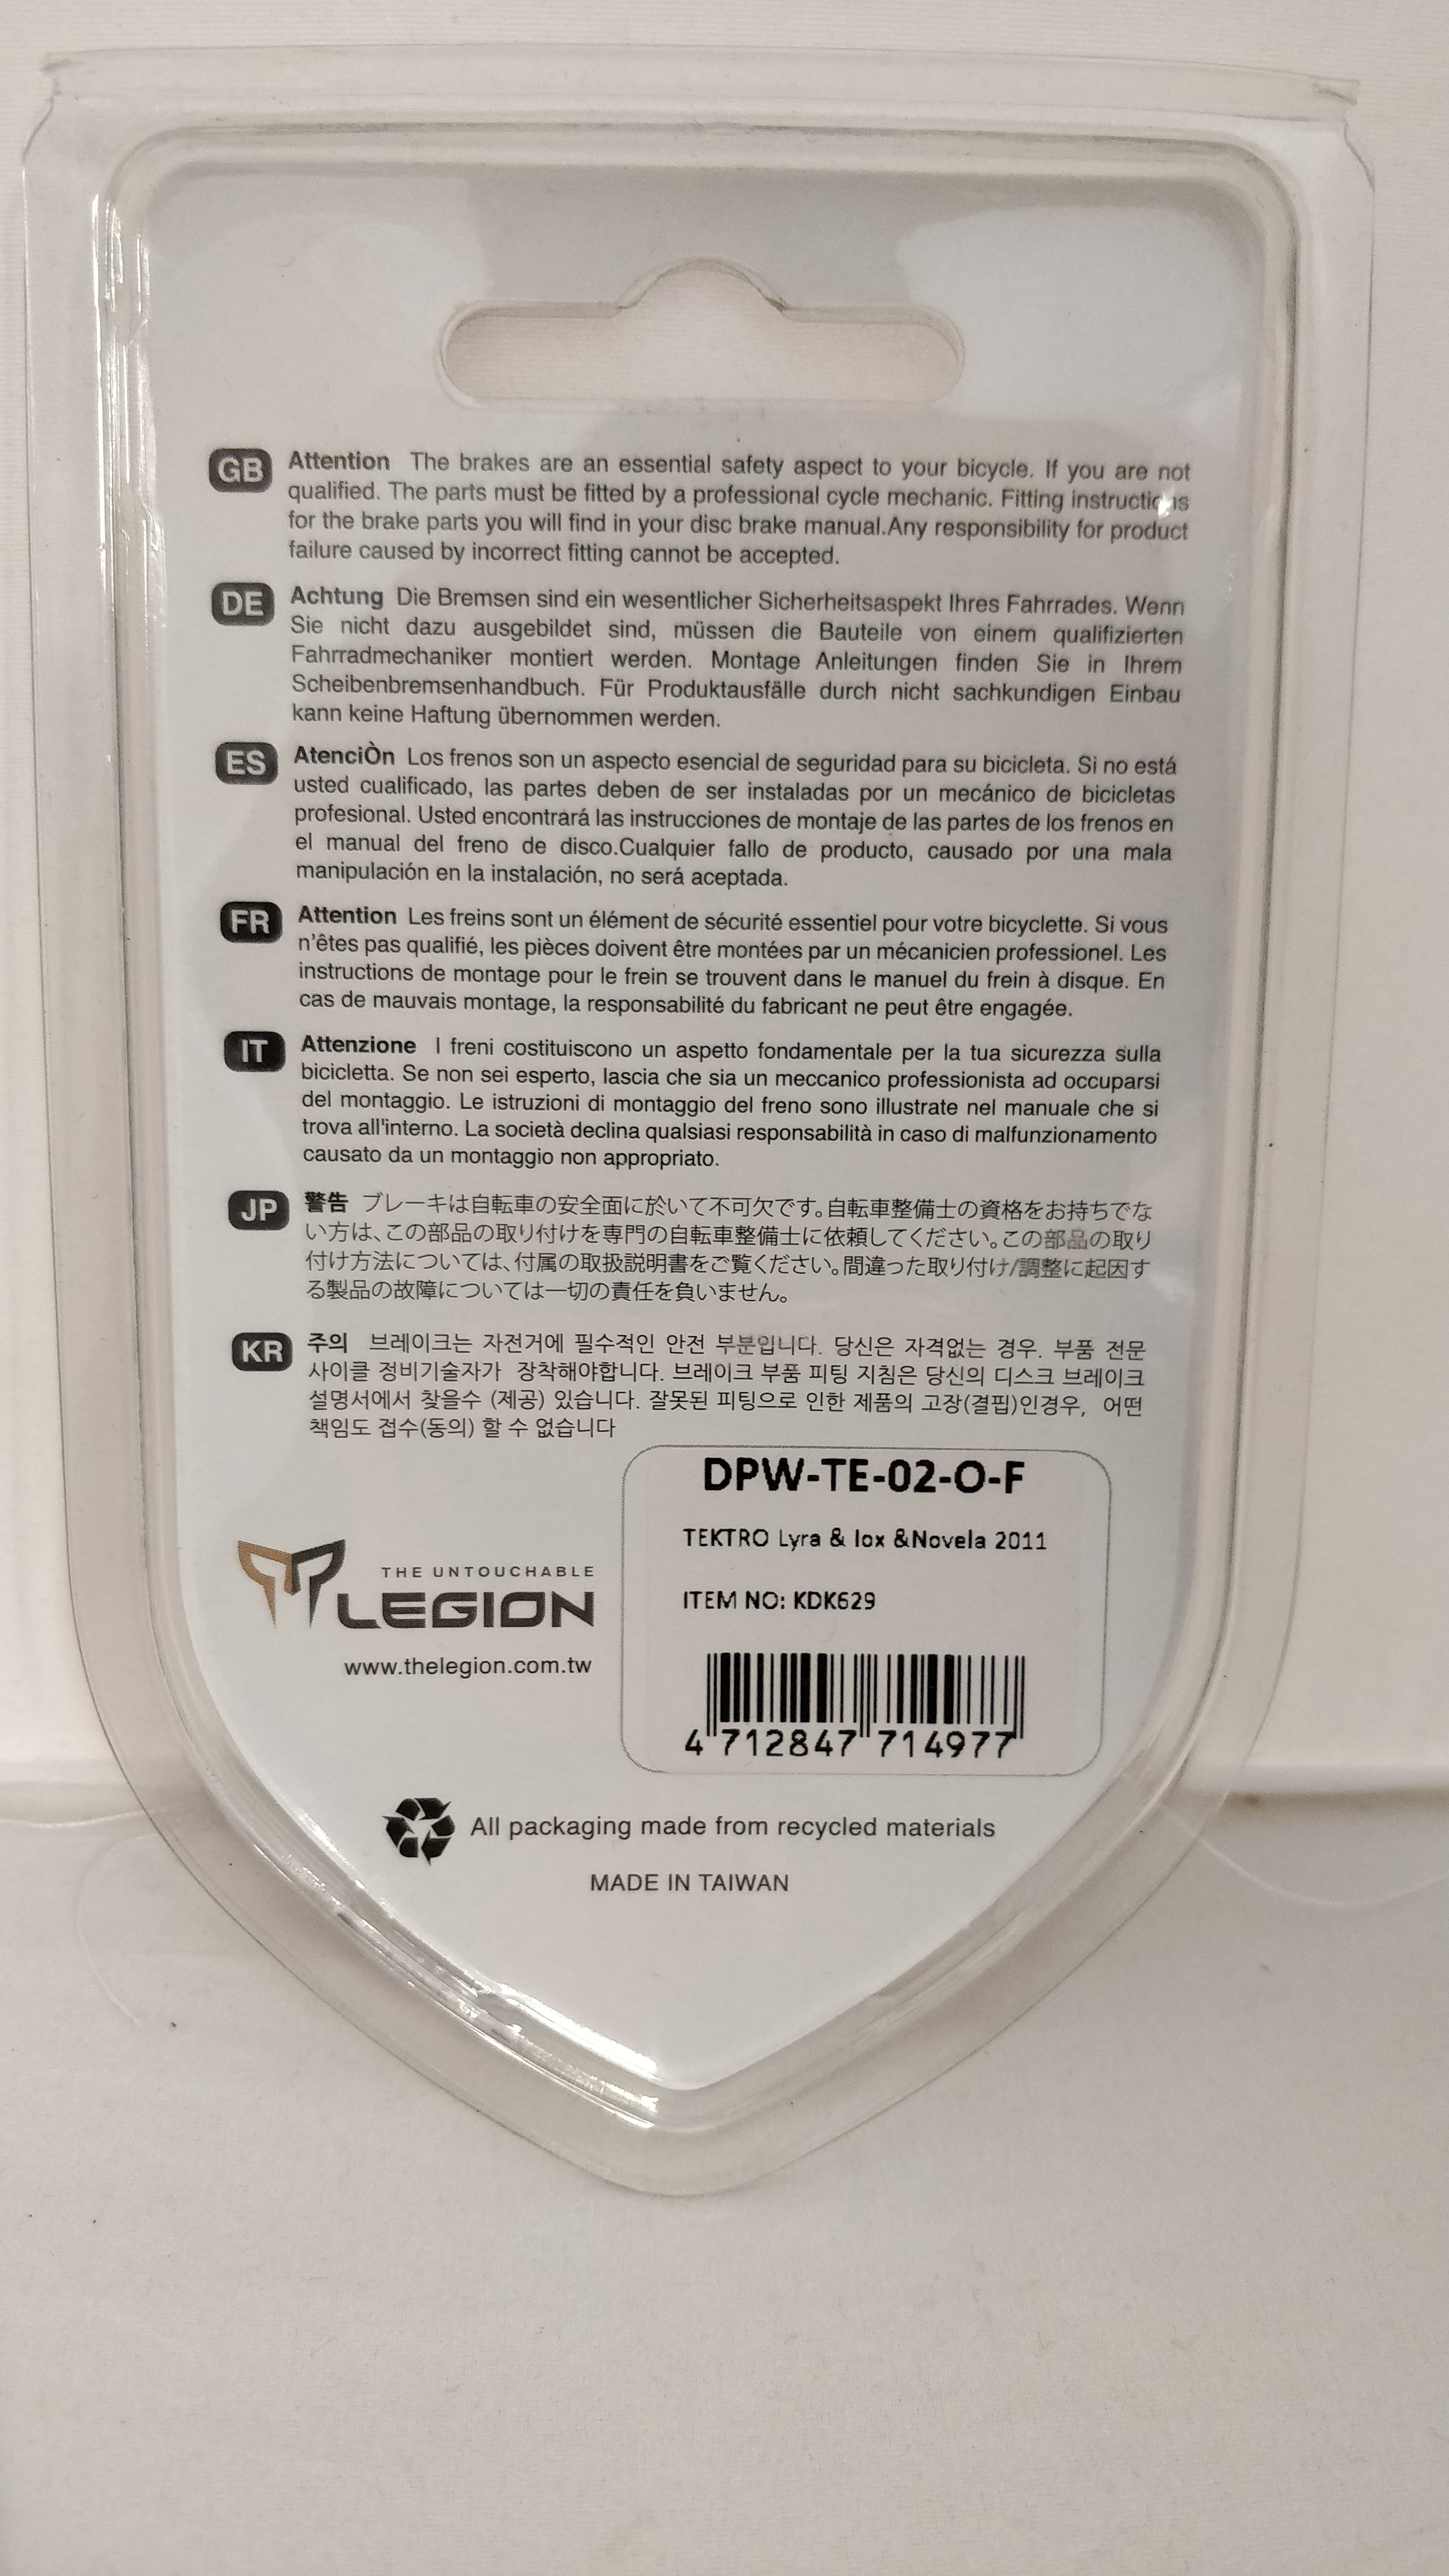 GB Attention The brakes are an essential safety aspect to your bicycle. If you are not
qualified. The parts must be fitted by a professional cycle mechanic. Fitting instructions
for the brake parts you will find in your disc brake manual.Any responsibility for product
failure caused by incorrect fitting cannot be accepted.
DE Achtung Die Bremsen sind ein wesentlicher Sicherheitsaspekt Ihres Fahrrades. Wenn
Sie nicht dazu ausgebildet sind, müssen die Bauteile von einem qualifizierten
Fahrradmechaniker montiert werden. Montage Anleitungen finden Sie in Ihrem
Scheibenbremsenhandbuch. Für Produktausfälle durch nicht sachkundigen Einbau
kann keine Haftung übernommen werden.
ES AtenciÒn Los frenos son un aspecto esencial de seguridad para su bicicleta. Si no está
usted cualificado, las partes deben de ser instaladas por un mecánico de bicicletas
profesional. Usted encontrará las instrucciones de montaje de las partes de los frenos en
el manual del freno de disco.Cualquier fallo de producto, causado por una mala
manipulación en la instalación, no será aceptada.
FR Attention Les freins sont un élément de sécurité essentiel pour votre bicyclette. Si vous
n'êtes pas qualifié, les pièces doivent être montées par un mécanicien professionel. Les
instructions de montage pour le frein se trouvent dans le manuel du frein à disque. En
cas de mauvais montage, la responsabilité du fabricant ne peut être engagée.
IT Attenzione I freni costituiscono un aspetto fondamentale per la tua sicurezza sulla
bicicletta. Se non sei esperto, lascia che sia un meccanico professionista ad occuparsi
del montaggio. Le istruzioni di montaggio del freno sono illustrate nel manuale che si
trova all'interno. La società declina qualsiasi responsabilità in caso di malfunzionamento
causato da un montaggio non appropriato.
JP 警告 ブレーキは自転車の安全面に於いて不可欠です。自転車整備士の資格をお持ちでな
い方は、この部品の取り付けを専門の自転車整備士に依頼してください。この部品の取り
付け方法については、付属の取扱説明書をご覧ください。間違った取り付け/調整に起因す
る製品の故障については一切の責任を負いません。
KR 주의 브레이크는 자전거에 필수적인 안전 부분입니다. 당신은 자격없는 경우. 부품 전문
사이클 정비기술자가 장착해야합니다. 브레이크 부품 피팅 지침은 당신의 디스크 브레이크
설명서에서 찾을수 (제공) 있습니다. 잘못된 피팅으로 인한 제품의 고장(결핍)인경우, 어떤
책임도 접수(동의) 할 수 없습니다
THE UNTOUCHABLE
LEGION
www.thelegion.com.tw
DPW-TE-02-O-F
TEKTRO Lyra & Iox &Novela 2011
ITEM NO: KDK629
4 712847 714977
All packaging made from recycled materials
MADE IN TAIWAN